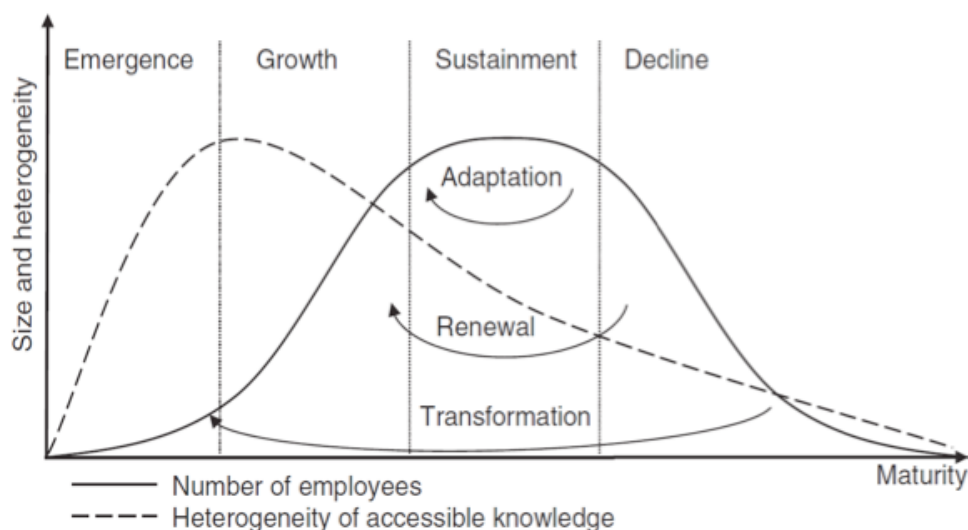 Emergence
Growth
Sustainment
Decline
Size and heterogeneity
Adaptation
Renewal
Transformation
Maturity
Number of employees
Heterogeneity of accessible knowledge